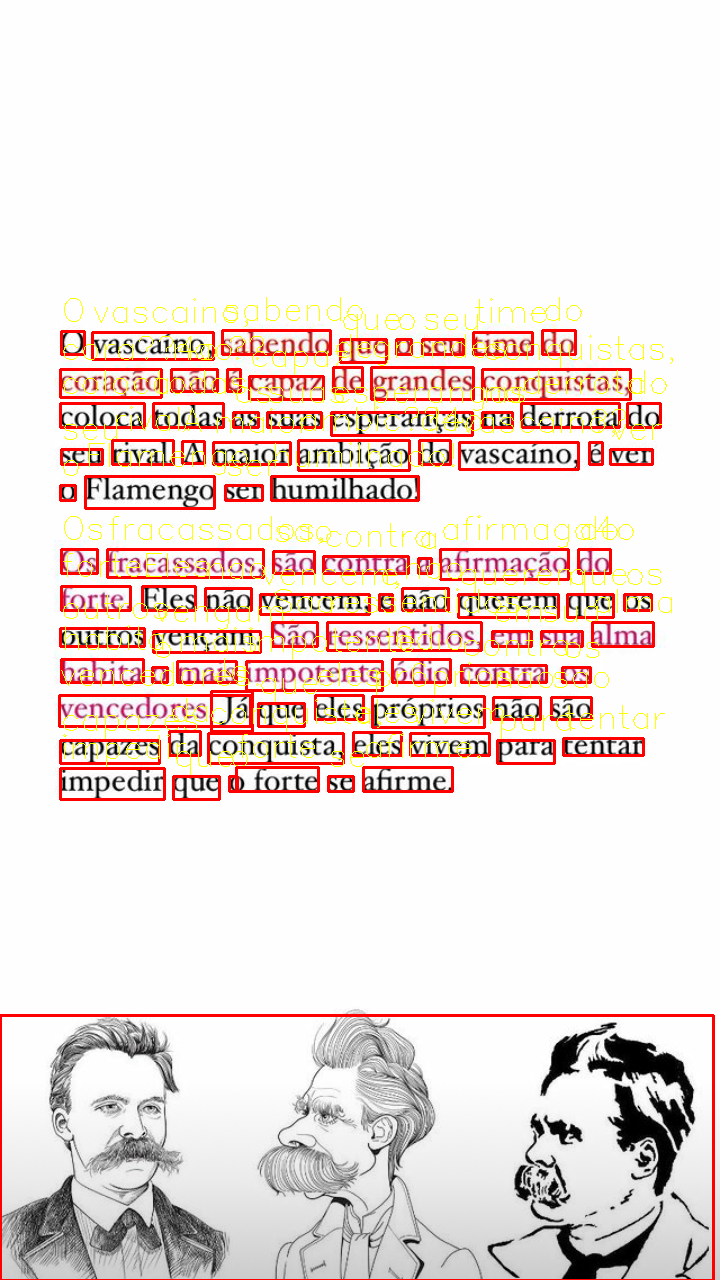 O vascaíno, sabendo que o seu time do
coração não é capaz de grandes conquistas,
coloca todas as suas esperanças na derrota do
seu rival. A maior ambição do vascaíno, é ver
o Flamengo ser humilhado!
Os fracassados, são contra a afirmação do
forte. Eles não vencem, e não querem que os
outros vençam. São ressentidos, em sua alma
habita o mais impotente ódio contra os
vencedores. Já que eles próprios não são
capazes da conquista, eles vivem para tentar
impedir que o forte se afirme.